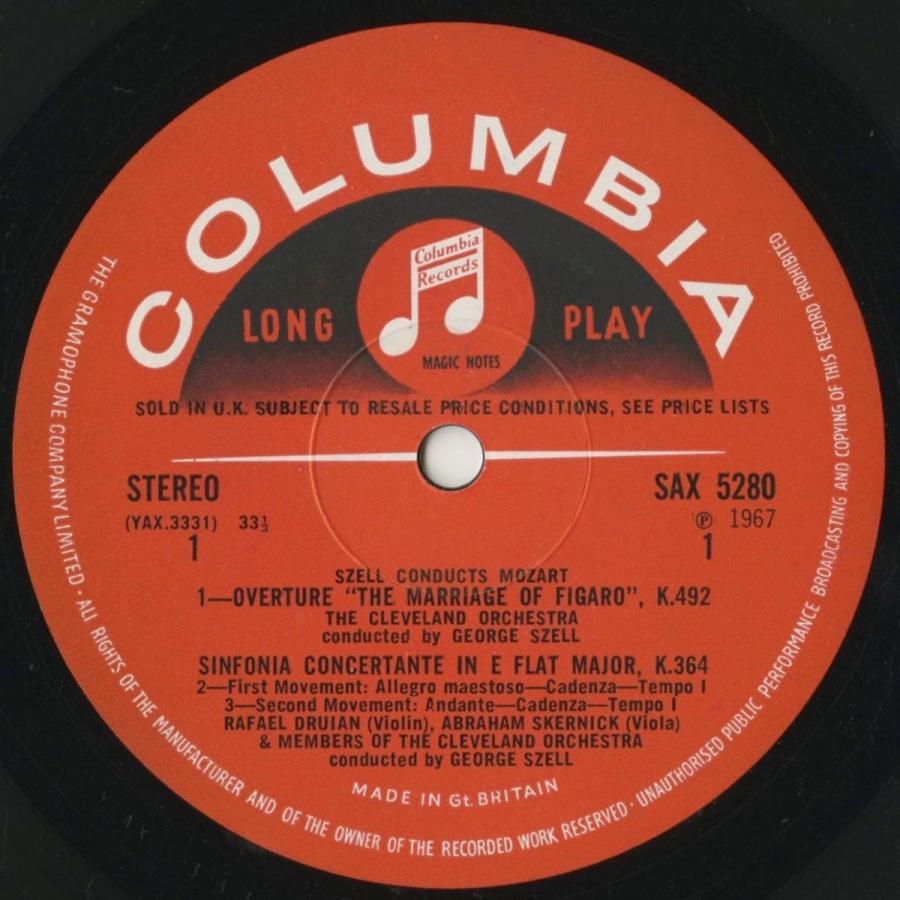 COLUMBIA
Columbia
Records
LONG PLAY
MAGIC NOTES
SOLD IN U.K. SUBJECT TO RESALE PRICE CONDITIONS, SEE PRICE LISTS
STEREO SAX 5280
(YAX.3331) 33⅓ ℗ 1967
1 1
SZELL CONDUCTS MOZART
1—OVERTURE “THE MARRIAGE OF FIGARO”, K.492
THE CLEVELAND ORCHESTRA
conducted by GEORGE SZELL
SINFONIA CONCERTANTE IN E FLAT MAJOR, K.364
2—First Movement: Allegro maestoso—Cadenza—Tempo I
3—Second Movement: Andante—Cadenza—Tempo I
RAFAEL DRUIAN (Violin), ABRAHAM SKERNICK (Viola)
& MEMBERS OF THE CLEVELAND ORCHESTRA
conducted by GEORGE SZELL
MADE IN Gt. BRITAIN
THE GRAMOPHONE COMPANY LIMITED · ALL RIGHTS OF THE MANUFACTURER AND OF THE OWNER OF THE RECORDED WORK RESERVED · UNAUTHORISED PUBLIC PERFORMANCE BROADCASTING AND COPYING OF THIS RECORD PROHIBITED